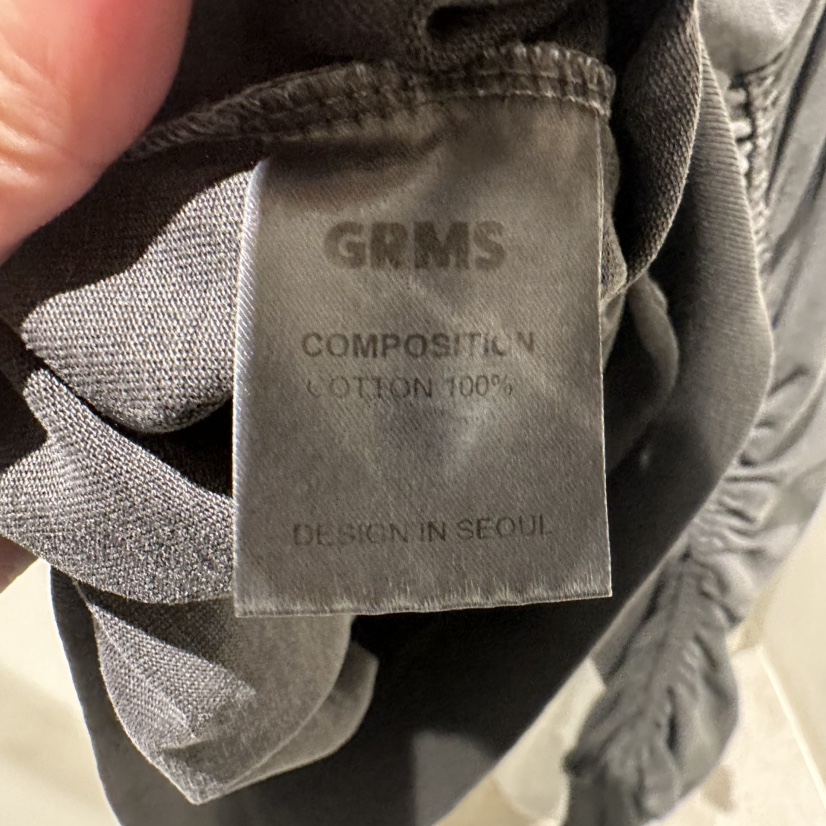 GRMS
COMPOSITION
COTTON 100%
DESIGN IN SEOUL